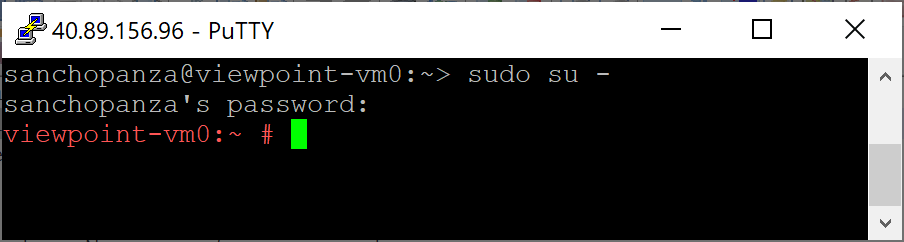 40.89.156.96 - PuTTY
sanchopanza@viewpoint-vm0:~> sudo su -
sanchopanza's password:
viewpoint-vm0:~ #